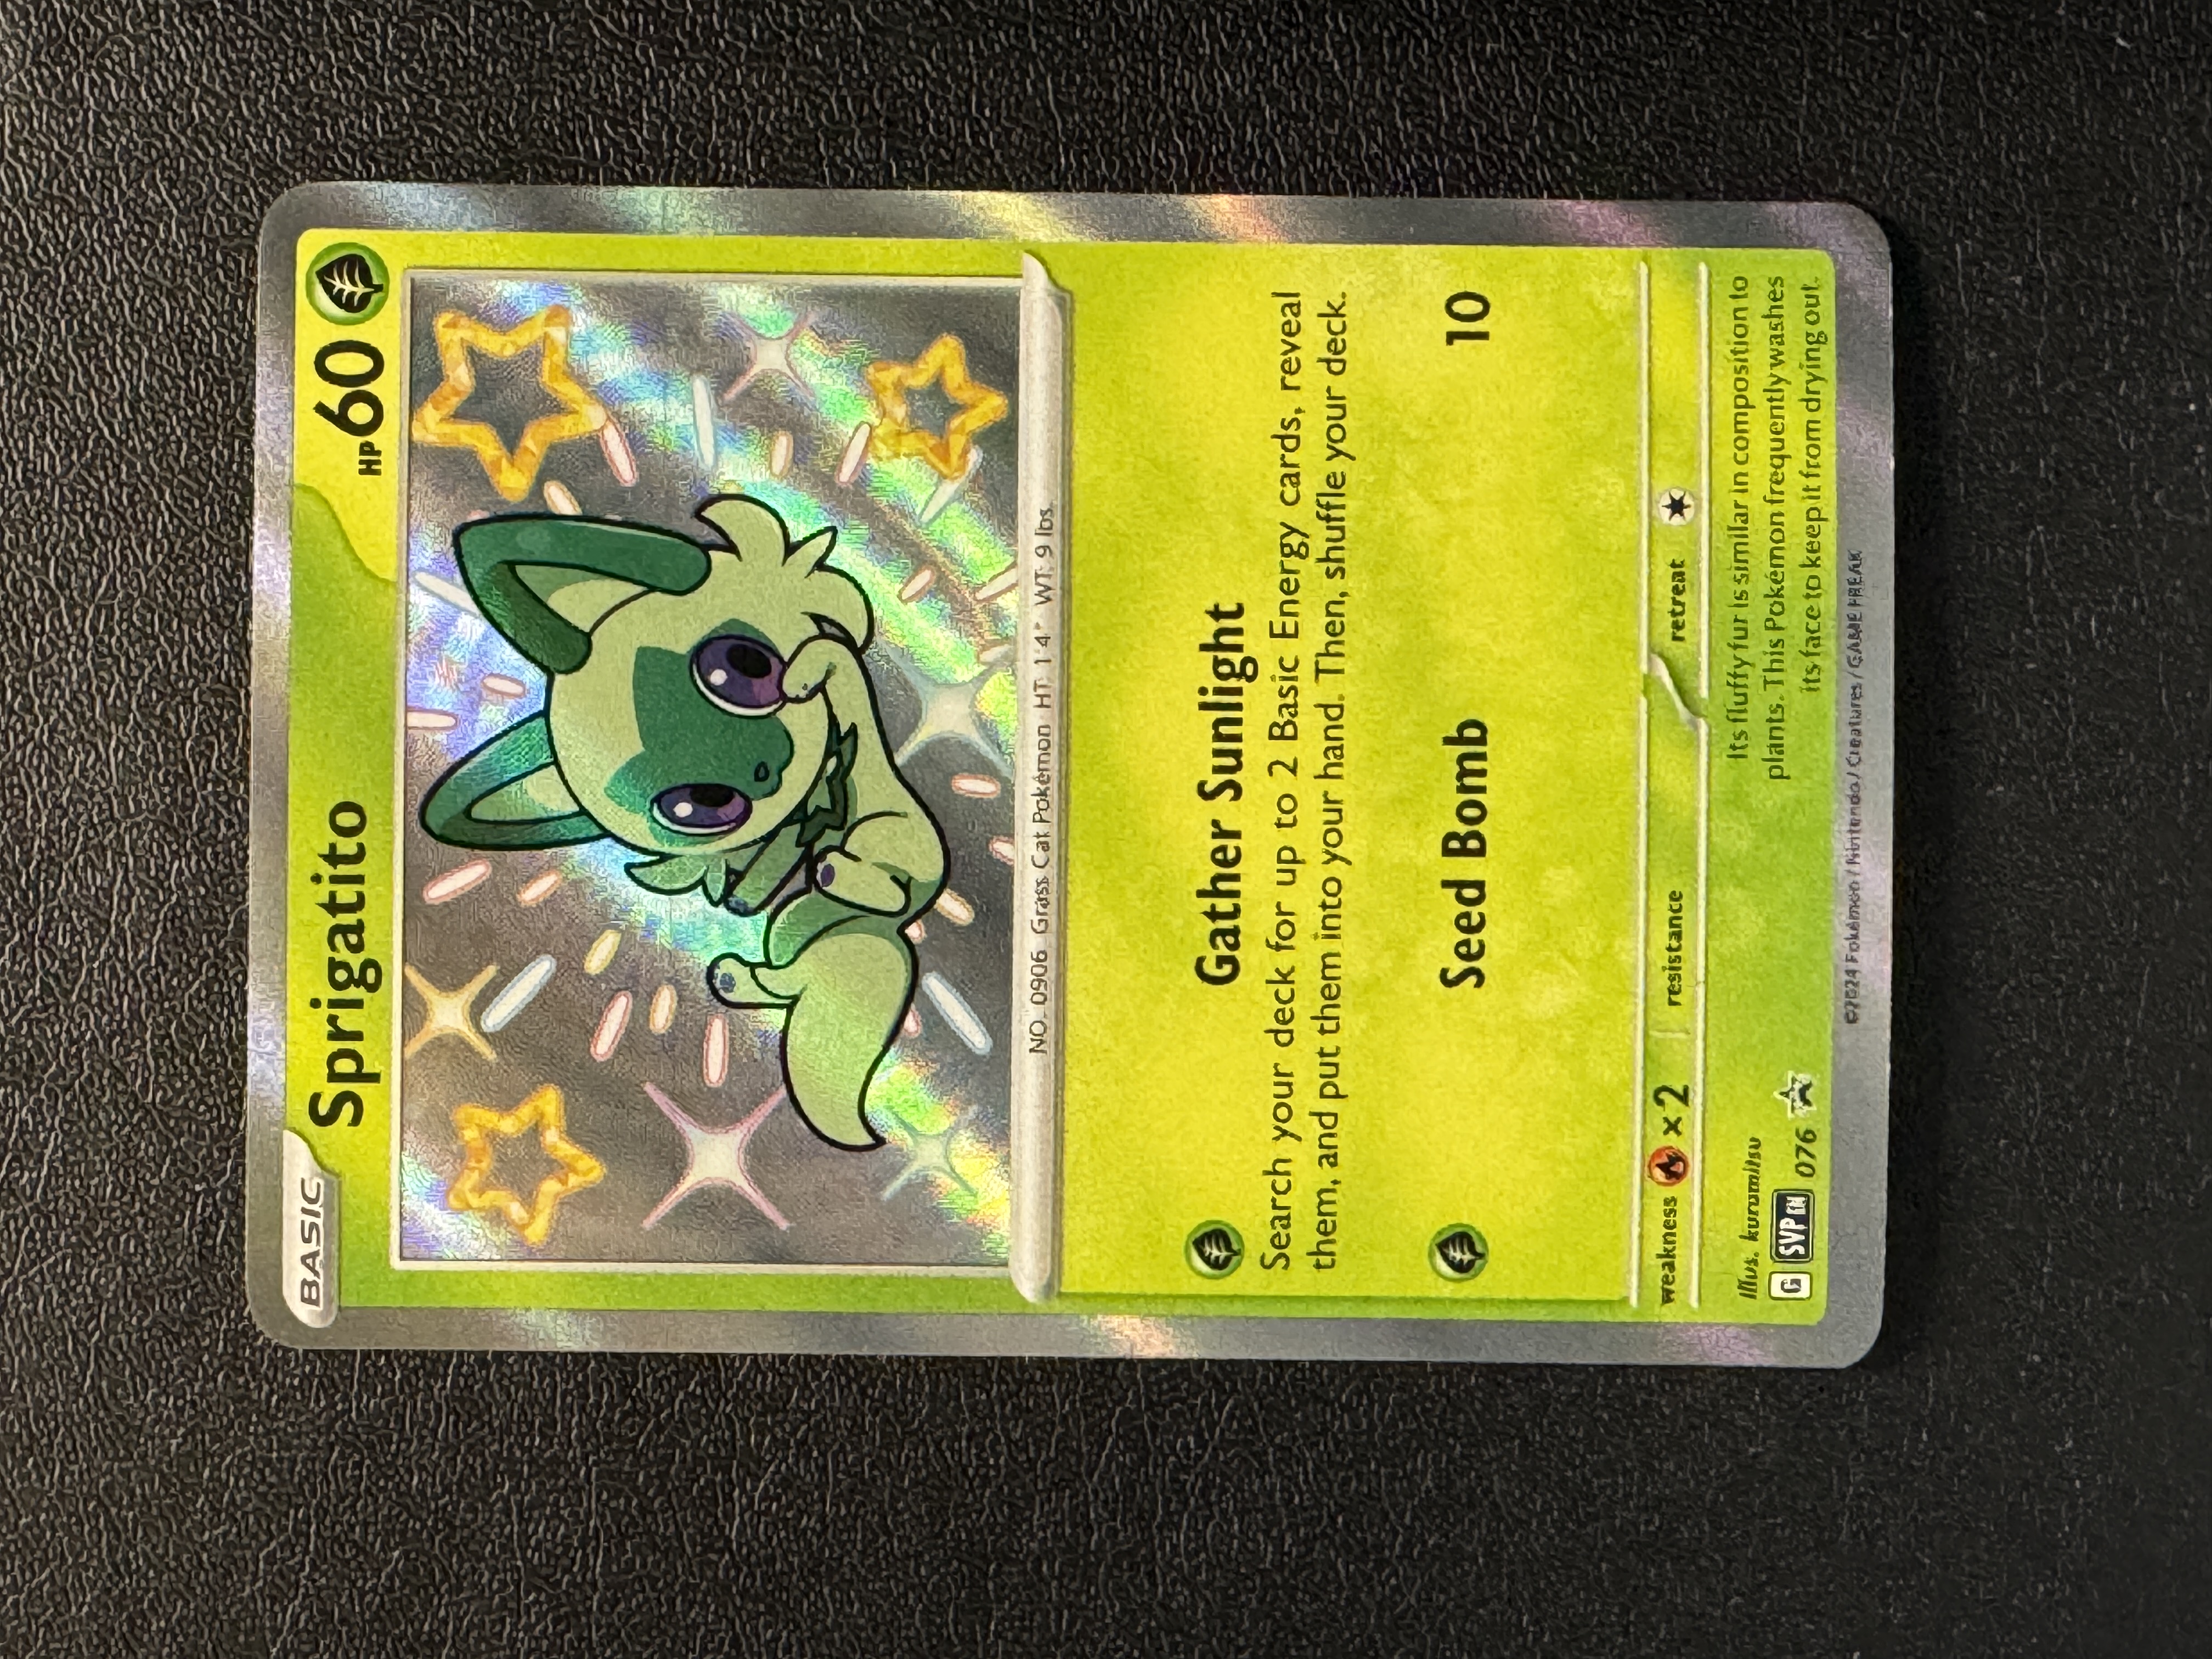 BASIC
Sprigatito
HP 60
NO. 0906 Grass Cat Pokémon HT: 1'4" WT: 9 lbs.
Gather Sunlight
Search your deck for up to 2 Basic Energy cards, reveal
them, and put them into your hand. Then, shuffle your deck.
Seed Bomb 10
weakness ×2 resistance retreat
Illus. kurumitsu
G SVP EN 076
Its fluffy fur is similar in composition to
plants. This Pokémon frequently washes
its face to keep it from drying out.
©2024 Pokémon / Nintendo / Creatures / GAME FREAK